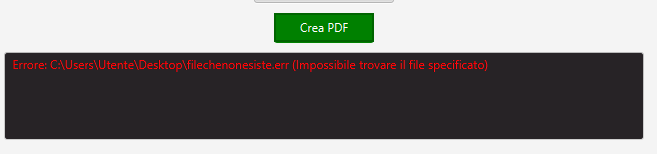 Crea PDF
Errore: C:\Users\Utente\Desktop\filechenonesiste.err (Impossibile trovare il file specificato)